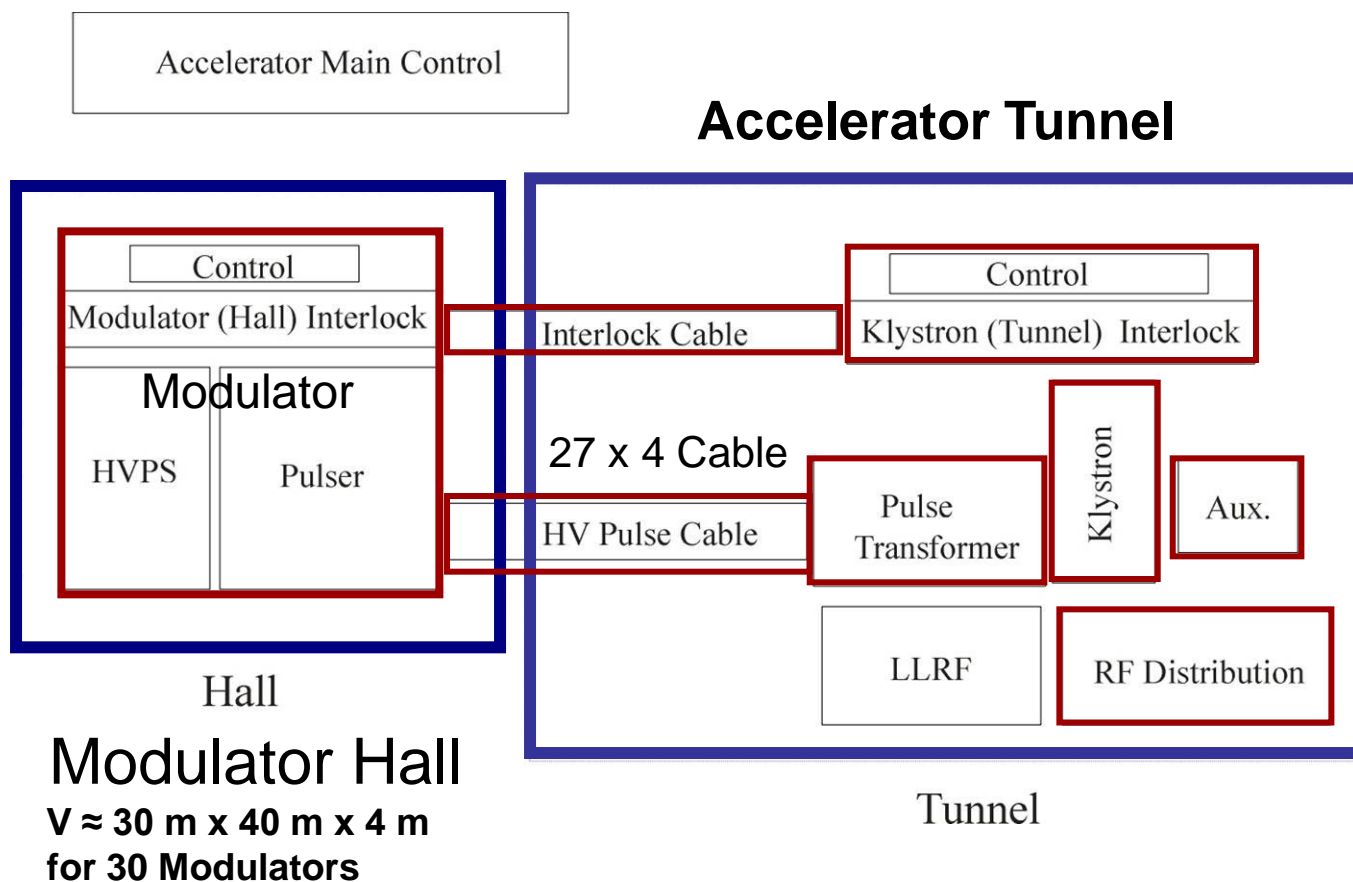 Accelerator Main Control
Accelerator Tunnel
Control
Modulator (Hall) Interlock
Modulator
HVPS
Pulser
Interlock Cable
27 x 4 Cable
HV Pulse Cable
Control
Klystron (Tunnel) Interlock
Pulse
Transformer
Klystron
Aux.
LLRF
RF Distribution
Hall
Modulator Hall
V ≈ 30 m x 40 m x 4 m
for 30 Modulators
Tunnel